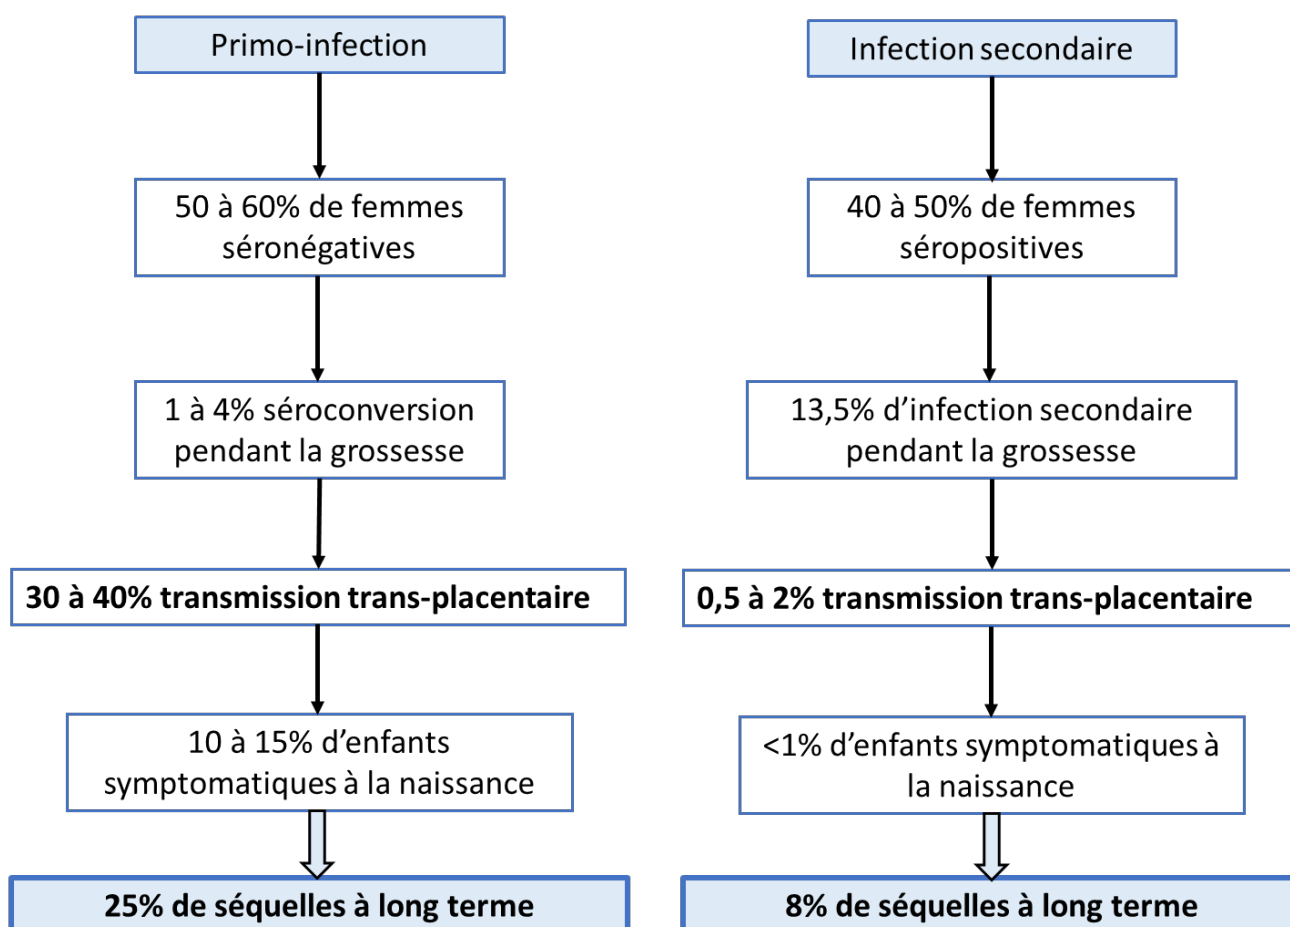 Primo-infection
50 à 60% de femmes
séronégatives
1 à 4% séroconversion
pendant la grossesse
30 à 40% transmission trans-placentaire
10 à 15% d’enfants
symptomatiques à la naissance
25% de séquelles à long terme
Infection secondaire
40 à 50% de femmes
séropositives
13,5% d’infection secondaire
pendant la grossesse
0,5 à 2% transmission trans-placentaire
<1% d’enfants symptomatiques à
la naissance
8% de séquelles à long terme